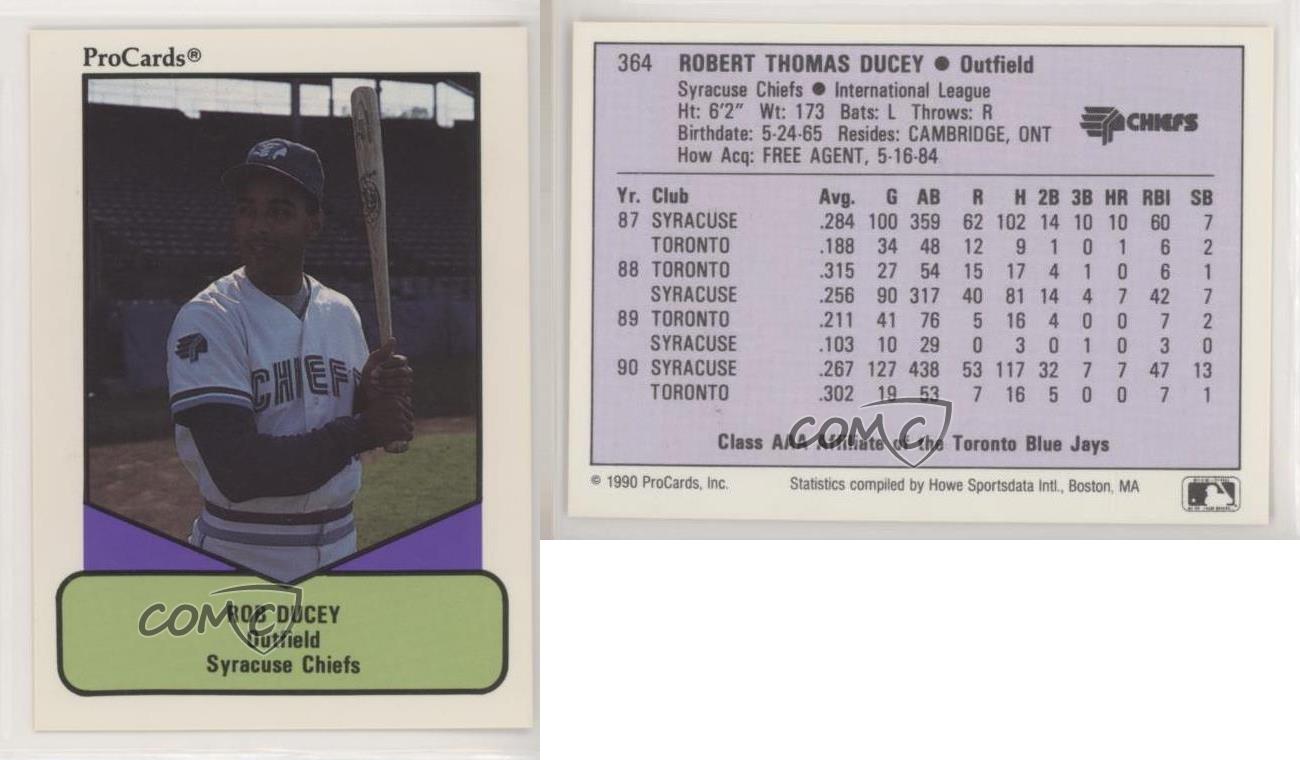 ProCards®
CHIEFS
COMC
ROB DUCEY
Outfield
Syracuse Chiefs
364 ROBERT THOMAS DUCEY ● Outfield
Syracuse Chiefs ● International League
Ht: 6'2" Wt: 173 Bats: L Throws: R
Birthdate: 5-24-65 Resides: CAMBRIDGE, ONT
How Acq: FREE AGENT, 5-16-84
CHIEFS
Yr. Club Avg. G AB R H 2B 3B HR RBI SB
87 SYRACUSE .284 100 359 62 102 14 10 10 60 7
TORONTO .188 34 48 12 9 1 0 1 6 2
88 TORONTO .315 27 54 15 17 4 1 0 6 1
SYRACUSE .256 90 317 40 81 14 4 7 42 7
89 TORONTO .211 41 76 5 16 4 0 0 7 2
SYRACUSE .103 10 29 0 3 0 1 0 3 0
90 SYRACUSE .267 127 438 53 117 32 7 7 47 13
TORONTO .302 19 53 7 16 5 0 0 7 1
COMC
Class AAA Affiliate of the Toronto Blue Jays
© 1990 ProCards, Inc. Statistics compiled by Howe Sportsdata Intl., Boston, MA